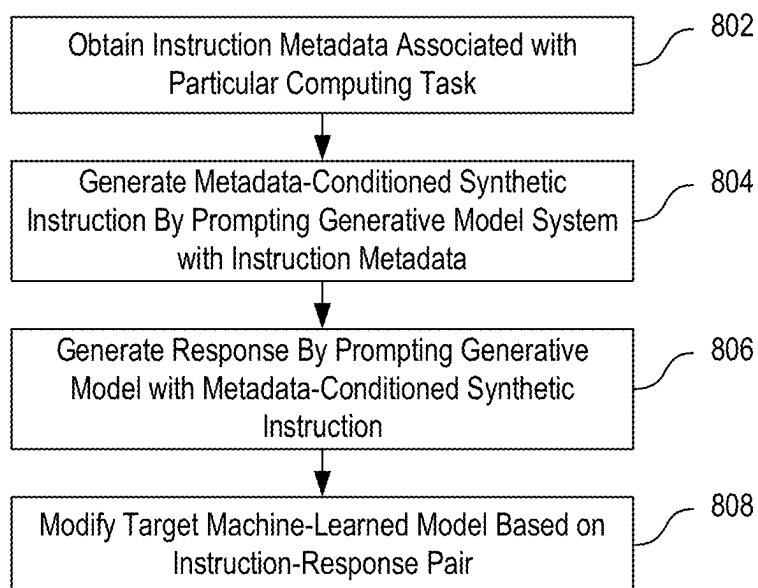 Obtain Instruction Metadata Associated with
Particular Computing Task
802
Generate Metadata-Conditioned Synthetic
Instruction By Prompting Generative Model System
with Instruction Metadata
804
Generate Response By Prompting Generative
Model with Metadata-Conditioned Synthetic
Instruction
806
Modify Target Machine-Learned Model Based on
Instruction-Response Pair
808